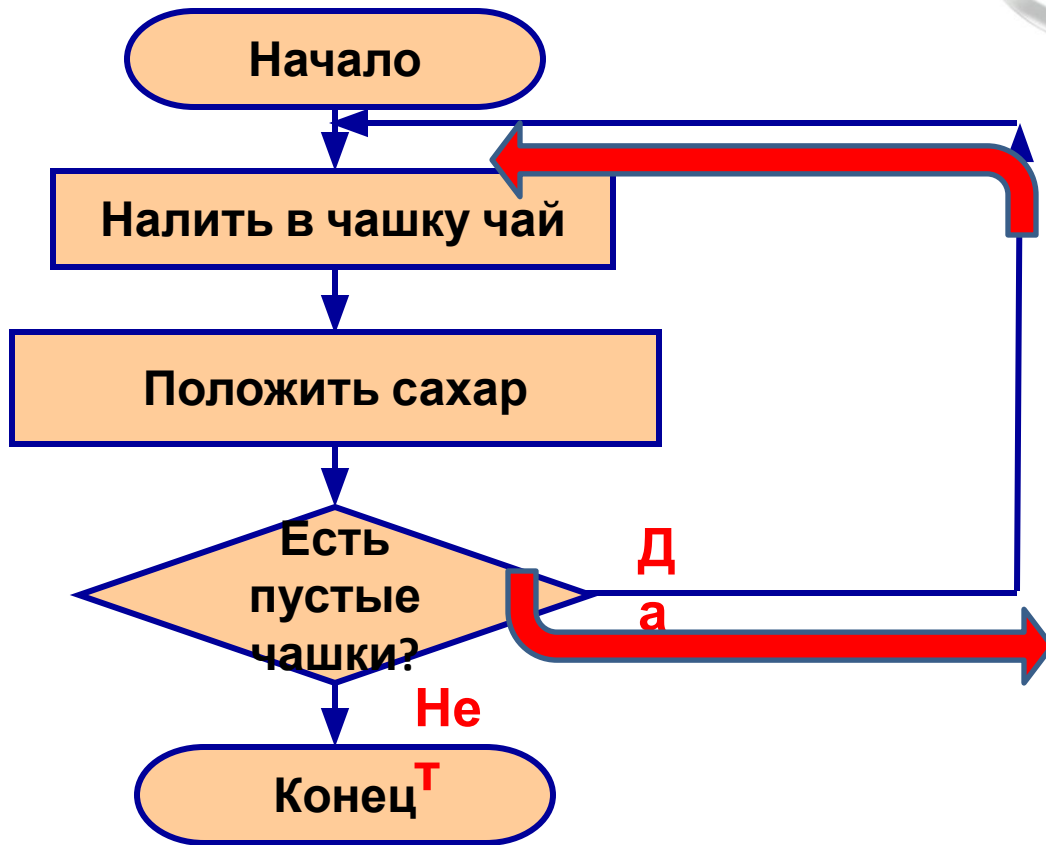 Начало
Налить в чашку чай
Положить сахар
Есть
пустые
чашки?
Д
а
Не
т
Конец